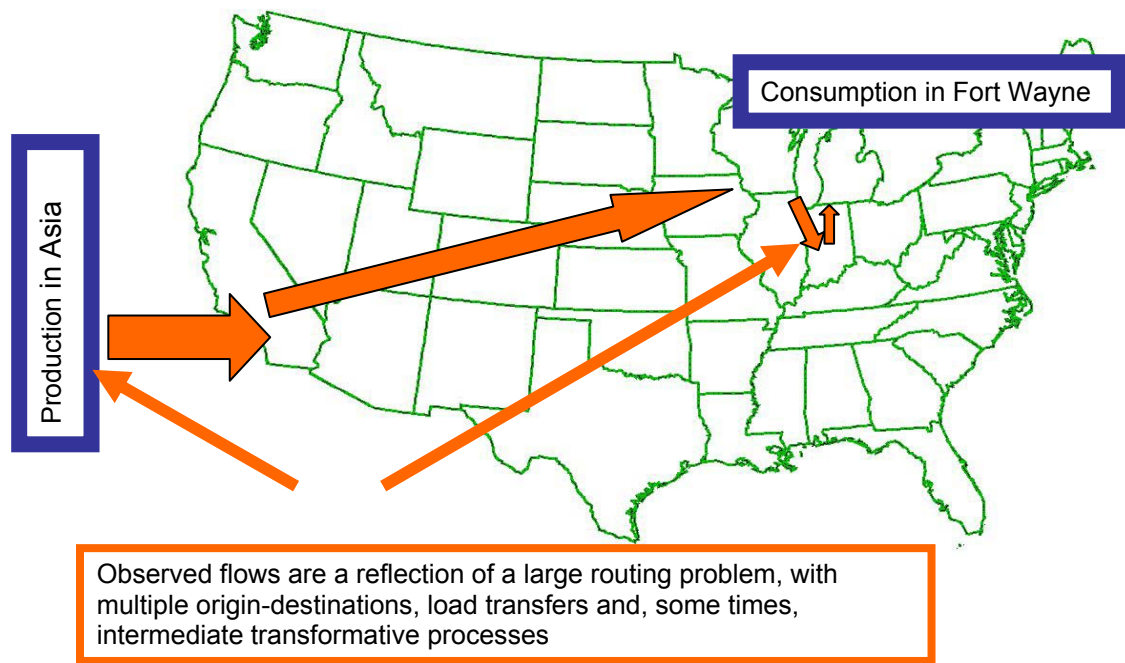 Consumption in Fort Wayne
Production in Asia
Observed flows are a reflection of a large routing problem, with
multiple origin-destinations, load transfers and, some times,
intermediate transformative processes